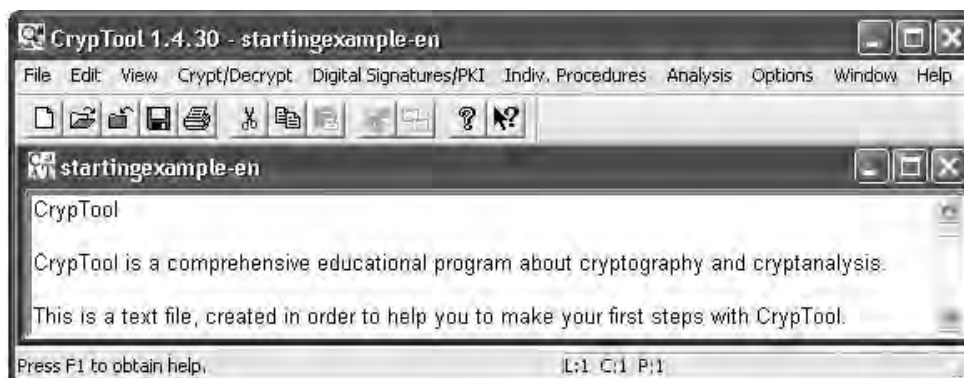 CrypTool 1.4.30 - startingexample-en
File Edit View Crypt/Decrypt Digital Signatures/PKI Indiv. Procedures Analysis Options Window Help
startingexample-en
CrypTool
CrypTool is a comprehensive educational program about cryptography and cryptanalysis.
This is a text file, created in order to help you to make your first steps with CrypTool.
Press F1 to obtain help. L:1 C:1 P:1